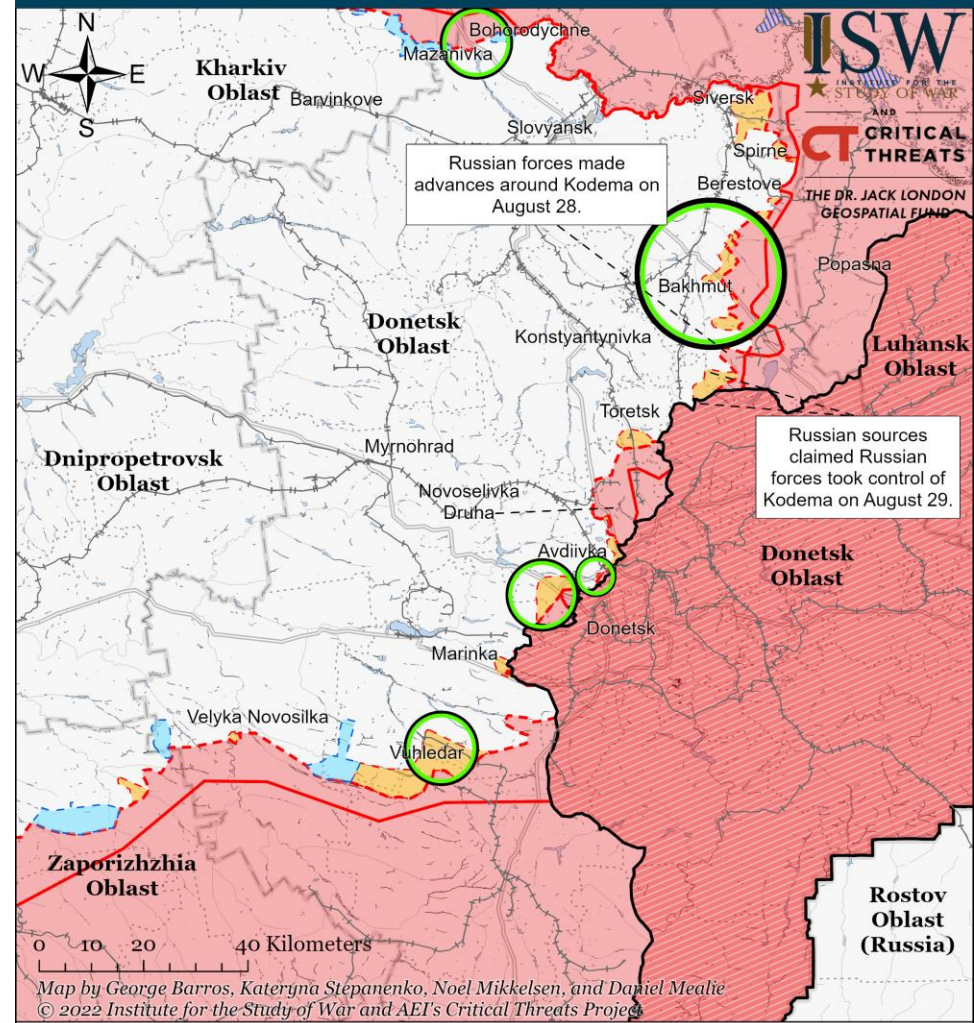 N
W
E
S
Bohorodychne
Mazanivka
Kharkiv
Oblast
Barvinkove
Slovyansk
Siversk
ISW
INSTITUTE FOR THE
STUDY OF WAR
AND
CT CRITICAL
THREATS
THE DR. JACK LONDON
GEOSPATIAL FUND
Spirne
Berestove
Russian forces made
advances around Kodema on
August 28.
Popasna
Bakhmut
Donetsk
Oblast
Konstyantynivka
Luhansk
Oblast
Toretsk
Myrnohrad
Dnipropetrovsk
Oblast
Russian sources
claimed Russian
forces took control of
Kodema on August 29.
Novoselivka
Druha
Avdiivka
Donetsk
Oblast
Donetsk
Marinka
Velyka Novosilka
Vuhledar
Zaporizhzhia
Oblast
Rostov
Oblast
(Russia)
0 10 20 40 Kilometers
Map by George Barros, Kateryna Stepanenko, Noel Mikkelsen, and Daniel Mealie
© 2022 Institute for the Study of War and AEI's Critical Threats Project